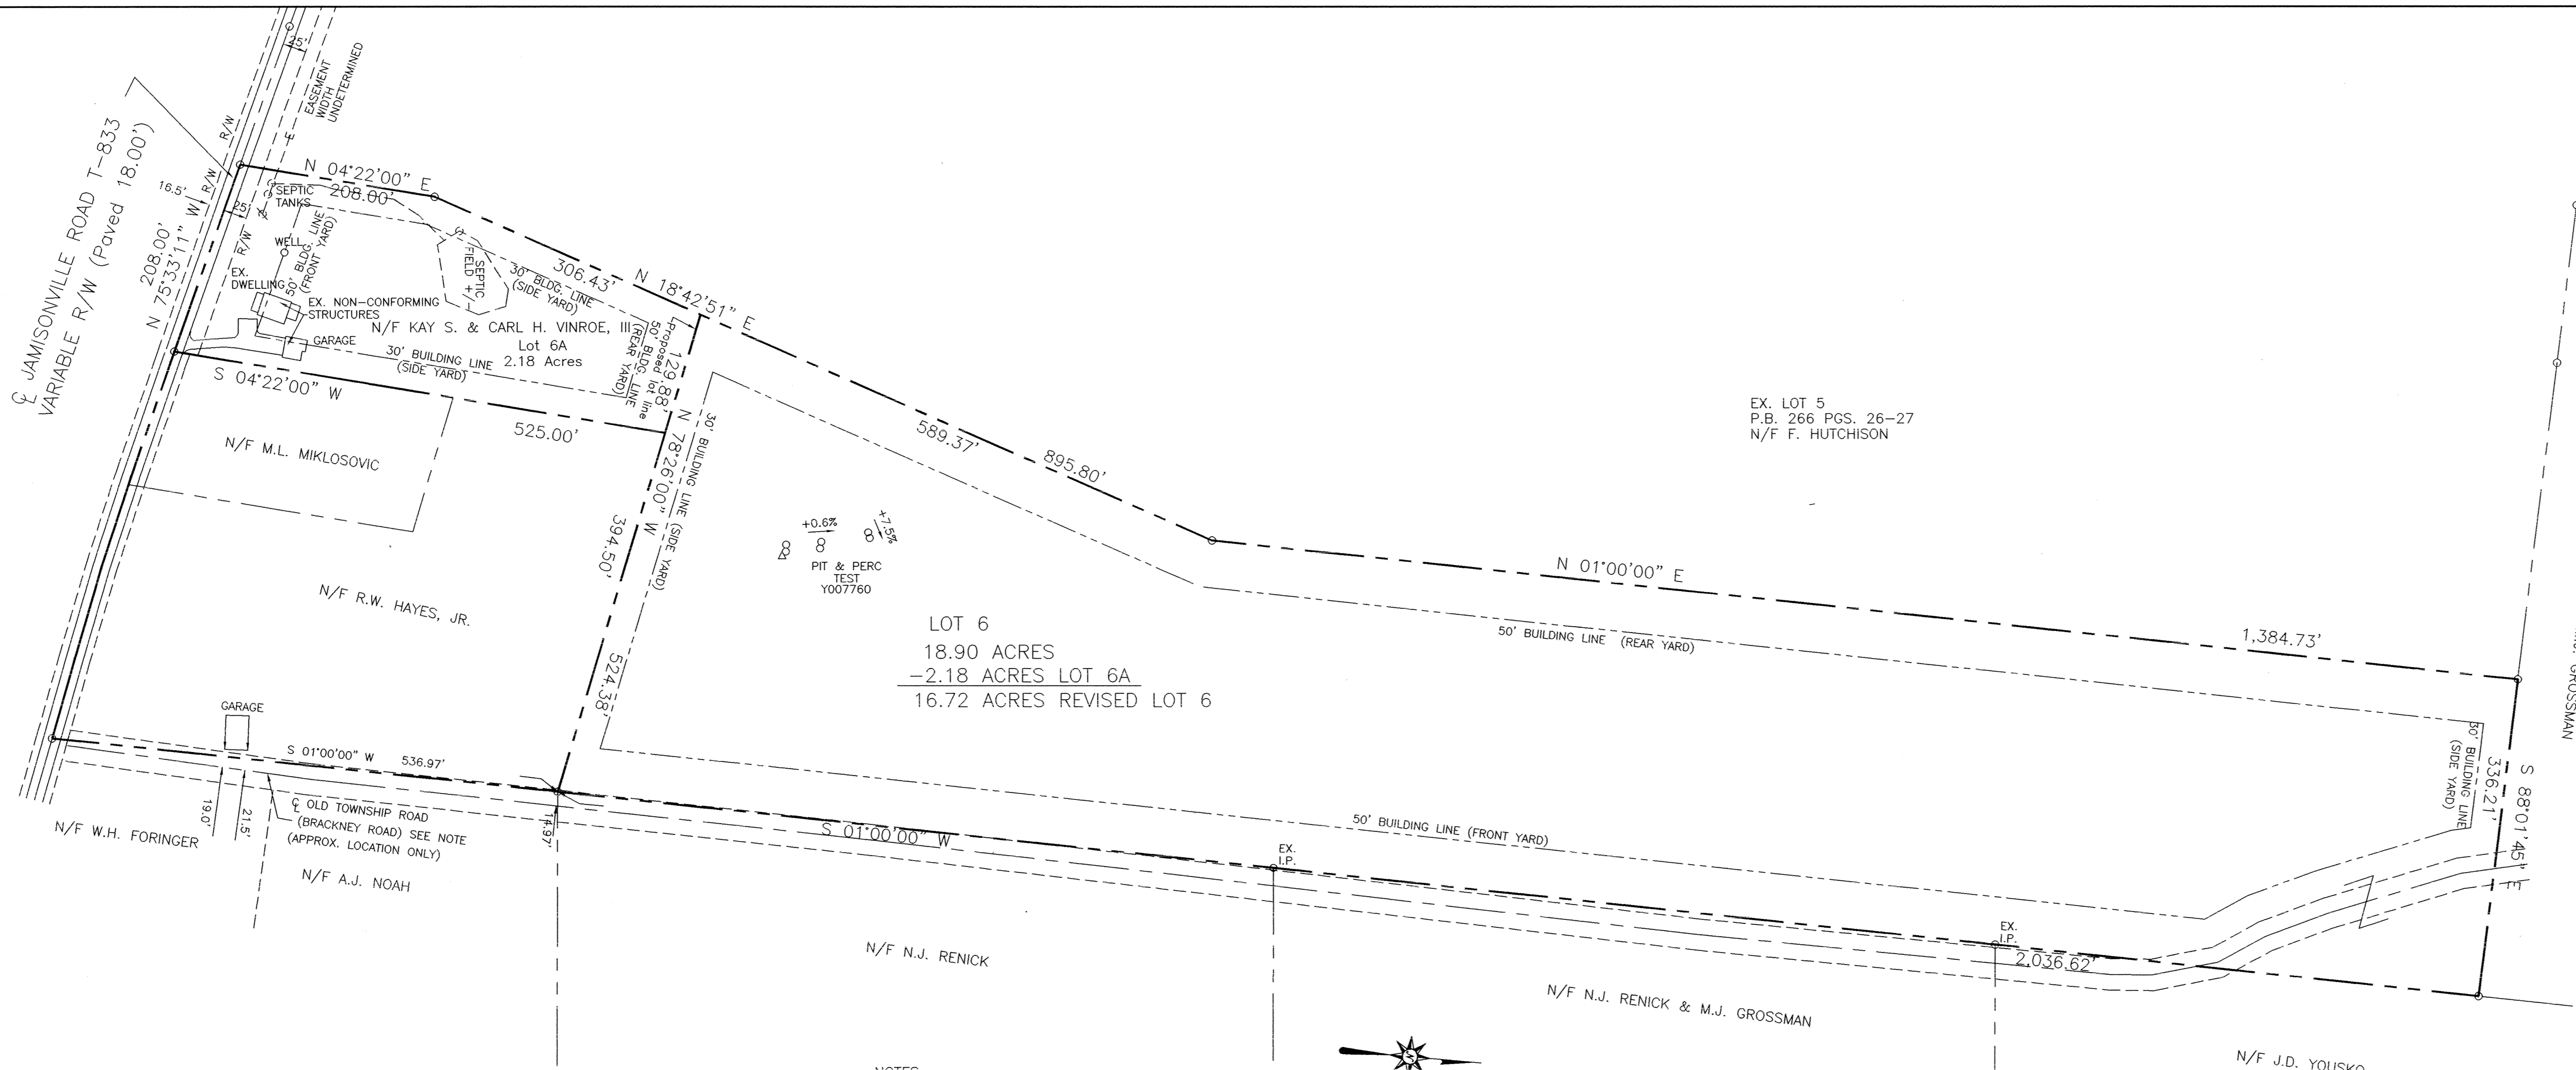 ℄ JAMISONVILLE ROAD T-833
VARIABLE R/W (Paved 18.00')
25'
EASEMENT
WIDTH
UNDETERMINED
R/W
R/W
16.5'
25'
R/W
E
208.00'
N 75°33'11" W
N 04°22'00" E
208.00'
SEPTIC
TANKS
WELL
50' BLDG. LINE
(FRONT YARD)
EX.
DWELLING
EX. NON-CONFORMING
STRUCTURES
GARAGE
SEPTIC
FIELD +/-
30' BLDG. LINE
(SIDE YARD)
306.43'
N 18°42'51" E
N/F KAY S. & CARL H. VINROE, III
Lot 6A
2.18 Acres
30' BUILDING LINE
(SIDE YARD)
50' BLDG. LINE
(REAR YARD)
proposed lot line
129.88'
S 04°22'00" W
525.00'
N 78°26'00" W
30' BUILDING LINE (SIDE YARD)
394.50'
524.38'
N/F M.L. MIKLOSOVIC
N/F R.W. HAYES, JR.
589.37'
895.80'
+0.6%
+7.5%
PIT & PERC
TEST
Y007760
LOT 6
18.90 ACRES
-2.18 ACRES LOT 6A
16.72 ACRES REVISED LOT 6
EX. LOT 5
P.B. 266 PGS. 26-27
N/F F. HUTCHISON
N 01°00'00" E
1,384.73'
50' BUILDING LINE (REAR YARD)
GROSSMAN
30' BUILDING LINE
(SIDE YARD)
336.21'
S 88°01'45" E
50' BUILDING LINE (FRONT YARD)
GARAGE
S 01°00'00" W 536.97'
19.0'
21.5'
℄ OLD TOWNSHIP ROAD
(BRACKNEY ROAD) SEE NOTE
(APPROX. LOCATION ONLY)
14.97'
S 01°00'00" W
EX.
I.P.
EX.
I.P.
2,036.62'
N/F W.H. FORINGER
N/F A.J. NOAH
N/F N.J. RENICK
N/F N.J. RENICK & M.J. GROSSMAN
N/F J.D. YOUSKO
NOTES
N